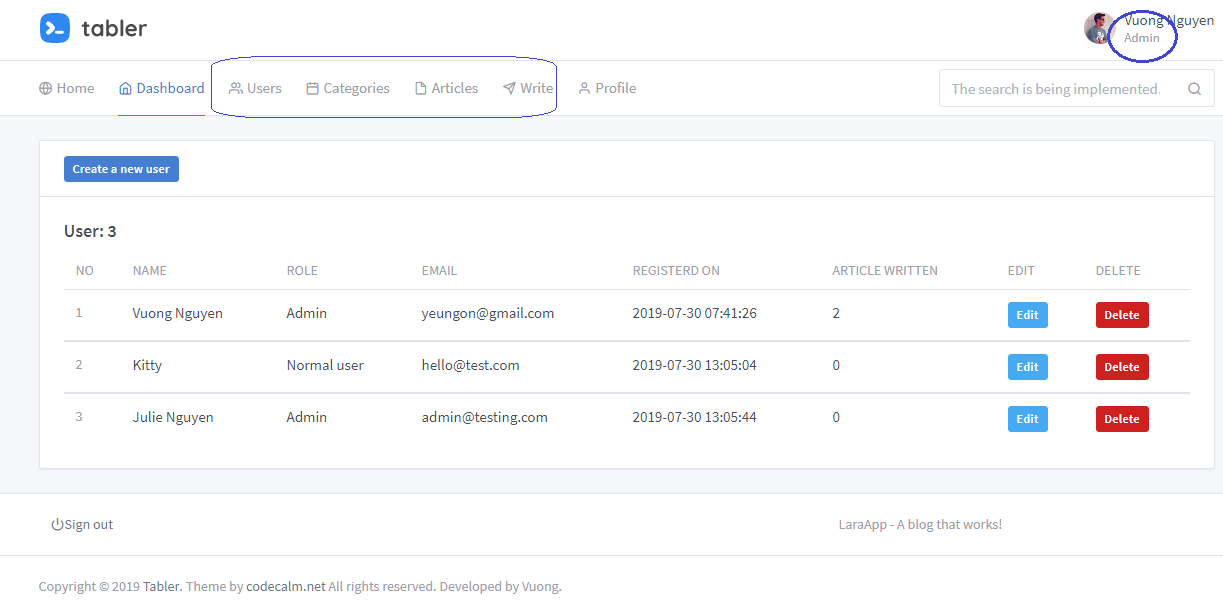 tabler
Vuong Nguyen
Admin
Home Dashboard Users Categories Articles Write Profile The search is being implemented.
Create a new user
User: 3
NO NAME ROLE EMAIL REGISTERD ON ARTICLE WRITTEN EDIT DELETE
1 Vuong Nguyen Admin yeungon@gmail.com 2019-07-30 07:41:26 2 Edit Delete
2 Kitty Normal user hello@test.com 2019-07-30 13:05:04 0 Edit Delete
3 Julie Nguyen Admin admin@testing.com 2019-07-30 13:05:44 0 Edit Delete
Sign out LaraApp - A blog that works!
Copyright © 2019 Tabler. Theme by codecalm.net All rights reserved. Developed by Vuong.